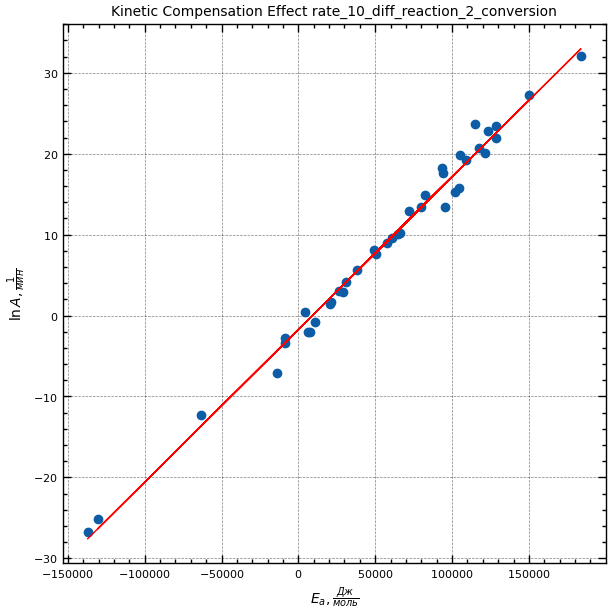 Kinetic Compensation Effect rate_10_diff_reaction_2_conversion
ln A, 1/мин
30
20
10
0
−10
−20
−30
−150000 −100000 −50000 0 50000 100000 150000
E_a, Дж/моль